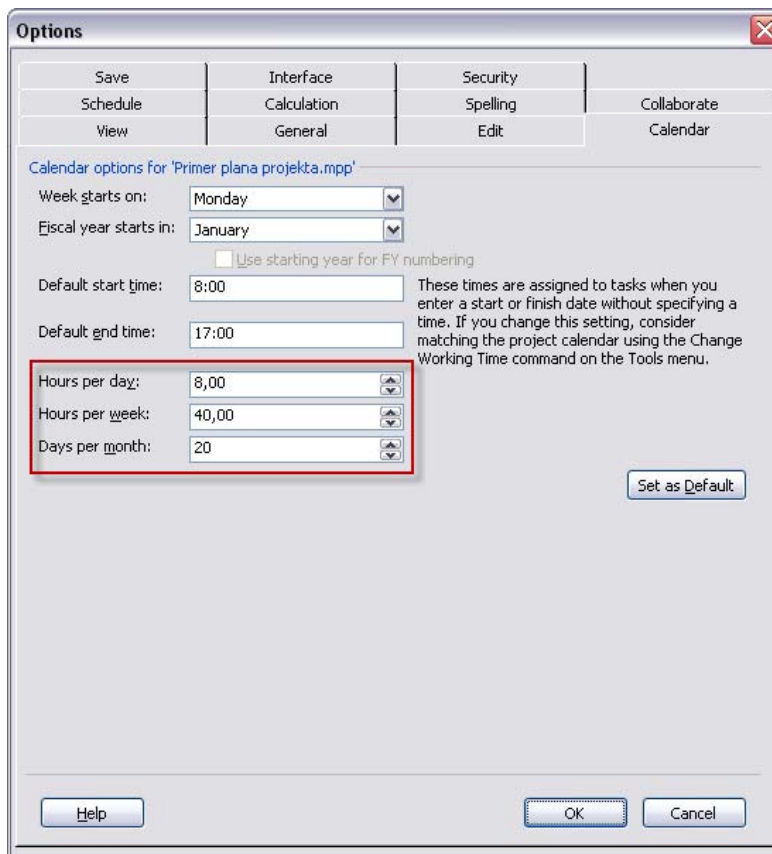 Options
Save Interface Security
Schedule Calculation Spelling Collaborate
View General Edit Calendar
Calendar options for 'Primer plana projekta.mpp'
Week starts on: Monday
Fiscal year starts in: January
Use starting year for FY numbering
Default start time: 8:00
Default end time: 17:00
These times are assigned to tasks when you
enter a start or finish date without specifying a
time. If you change this setting, consider
matching the project calendar using the Change
Working Time command on the Tools menu.
Hours per day: 8,00
Hours per week: 40,00
Days per month: 20
Set as Default
Help OK Cancel